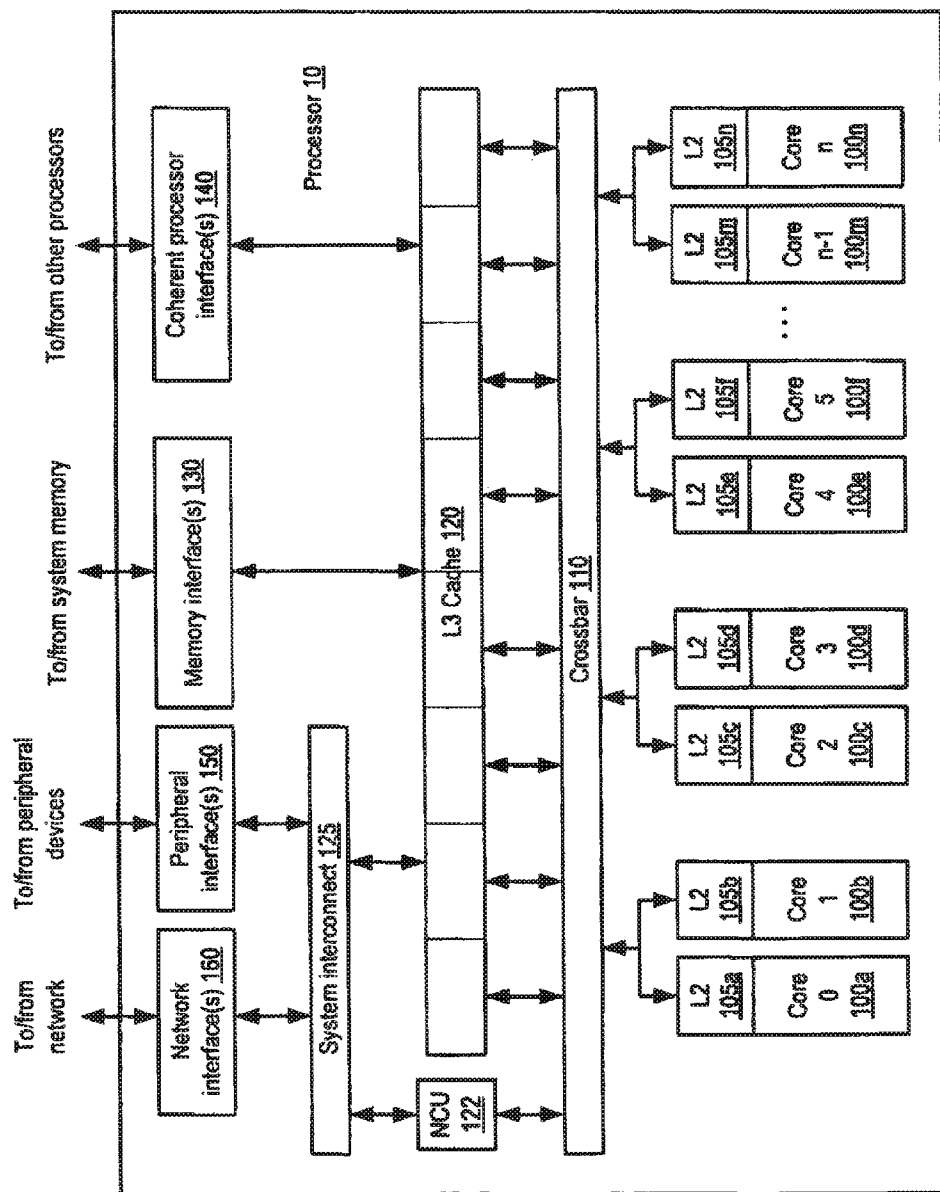 To/from
network
To/from peripheral
devices
To/from system memory
To/from other processors
Network
interface(s) 160
Peripheral
interface(s) 150
Memory interface(s) 130
Coherent processor
interface(s) 140
Processor 10
System interconnect 125
NCU
122
L3 Cache 120
Crossbar 110
L2
105a
Core
0
100a
L2
105b
Core
1
100b
L2
105c
Core
2
100c
L2
105d
Core
3
100d
L2
105e
Core
4
100e
L2
105f
Core
5
100f
...
L2
105m
Core
n-1
100m
L2
105n
Core
n
100n